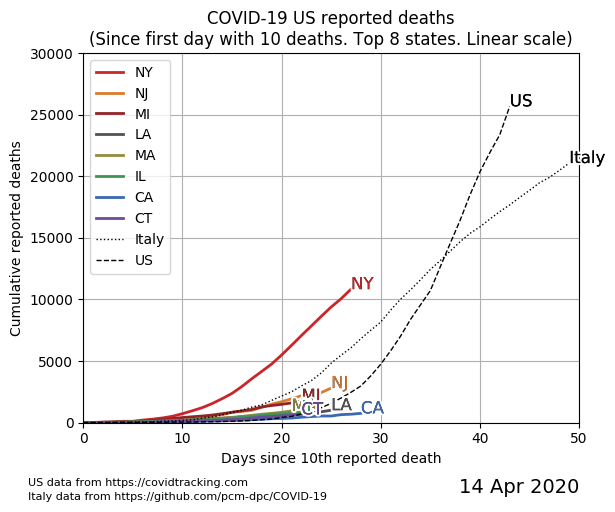 COVID-19 US reported deaths
(Since first day with 10 deaths. Top 8 states. Linear scale)
Cumulative reported deaths
30000
25000
20000
15000
10000
5000
0
NY
NJ
MI
LA
MA
IL
CA
CT
Italy
US
US
Italy
NY
NJ
MI
LA
CT
CA
0 10 20 30 40 50
Days since 10th reported death
US data from https://covidtracking.com
Italy data from https://github.com/pcm-dpc/COVID-19
14 Apr 2020